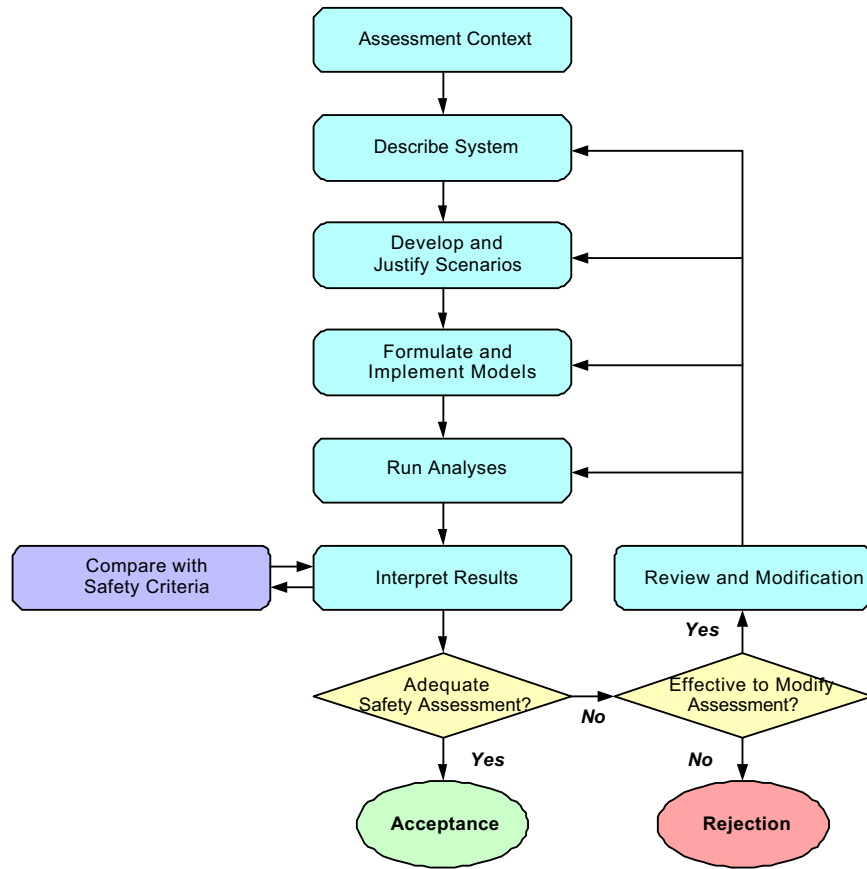 Assessment Context
Describe System
Develop and
Justify Scenarios
Formulate and
Implement Models
Run Analyses
Compare with
Safety Criteria
Interpret Results
Review and Modification
Yes
Adequate
Safety Assessment?
No
Effective to Modify
Assessment?
Yes
No
Acceptance
Rejection